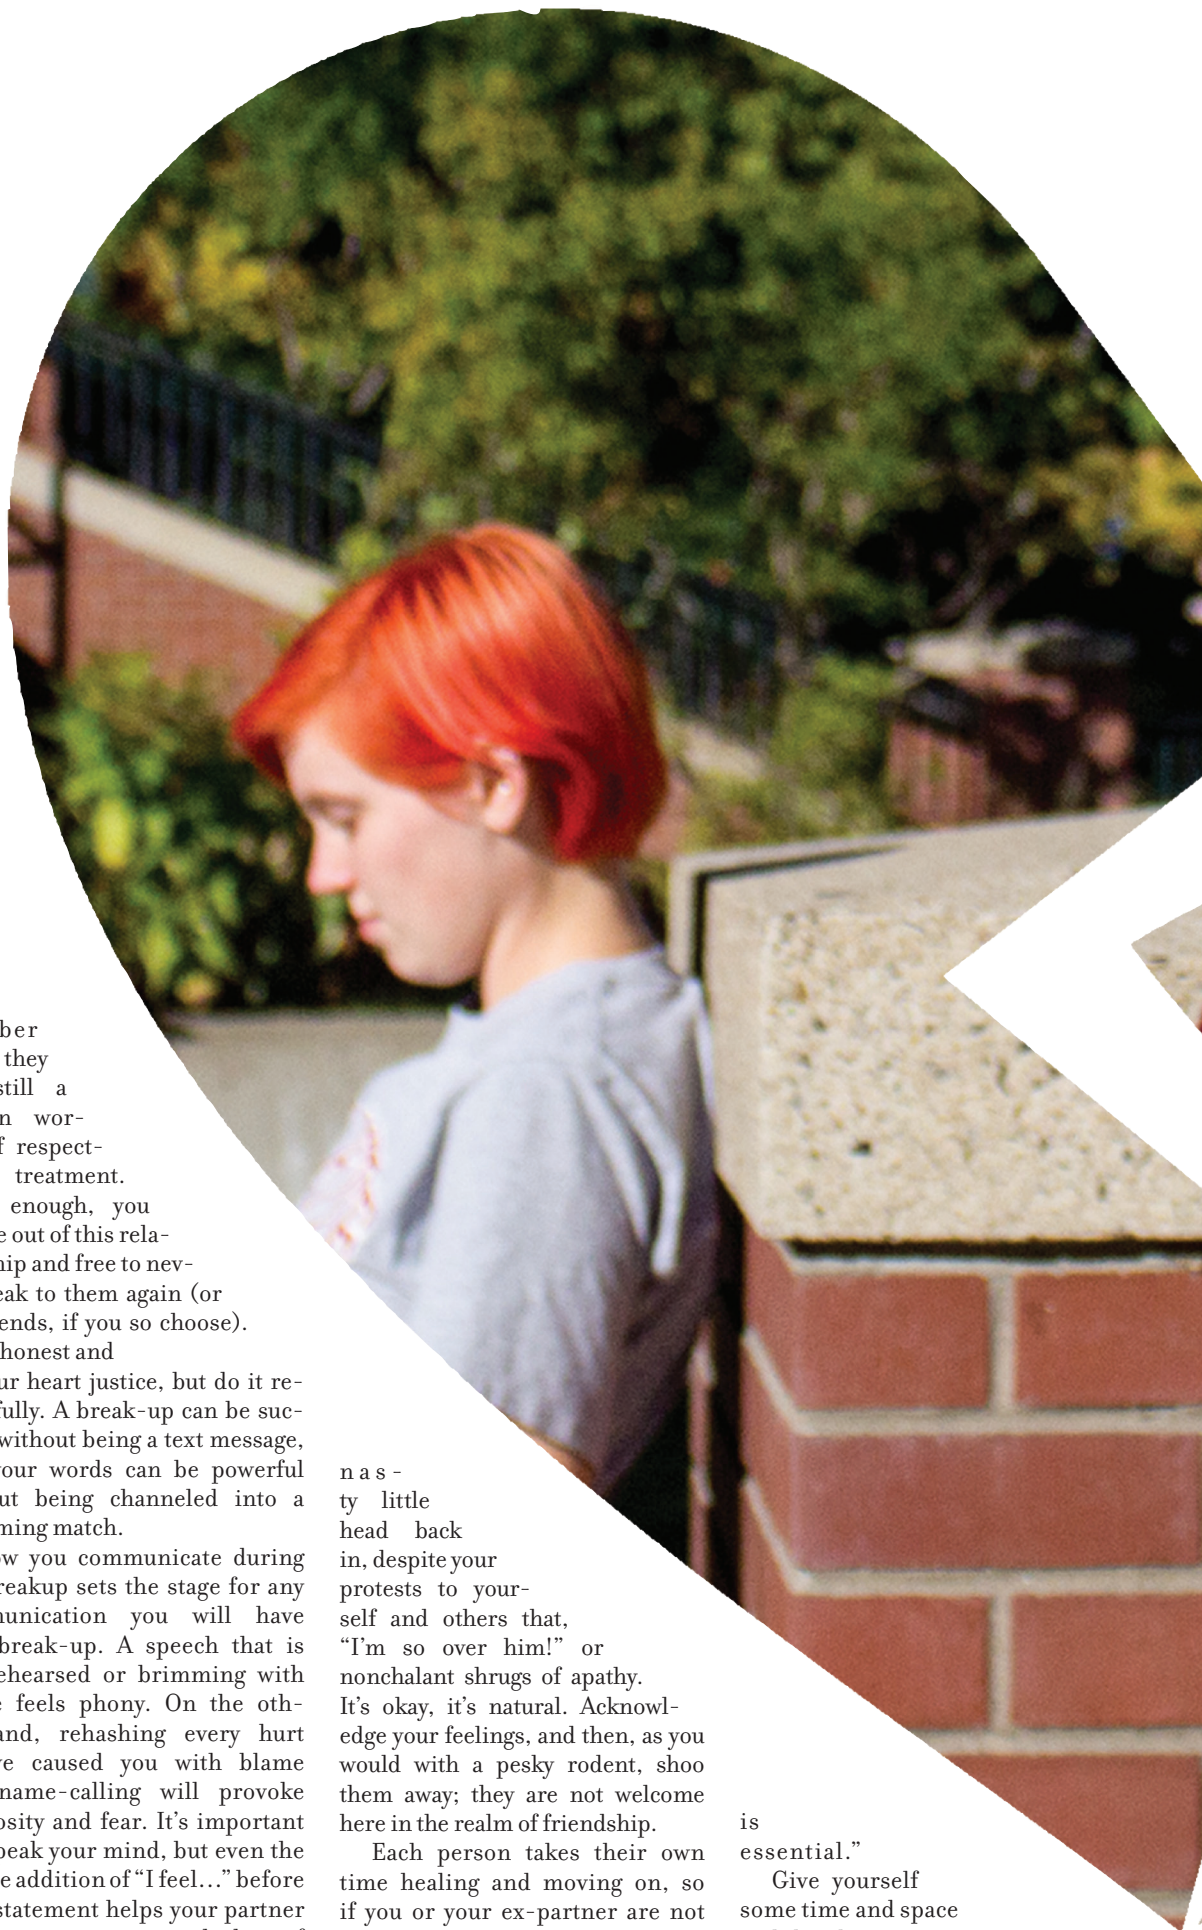 ber
they
still a
n wor-
f respect-
treatment.
enough, you
e out of this rela-
hip and free to nev-
eak to them again (or
ends, if you so choose).
honest and
ur heart justice, but do it re-
fully. A break-up can be suc-
without being a text message,
your words can be powerful
ut being channeled into a
ming match.
ow you communicate during
reakup sets the stage for any
unication you will have
break-up. A speech that is
ehearsed or brimming with
e feels phony. On the oth-
and, rehashing every hurt
ve caused you with blame
name-calling will provoke
osity and fear. It's important
peak your mind, but even the
e addition of “I feel...” before
statement helps your partner
nas-
ty little
head back
in, despite your
protests to your-
self and others that,
“I'm so over him!” or
nonchalant shrugs of apathy.
It's okay, it's natural. Acknowl-
edge your feelings, and then, as you
would with a pesky rodent, shoo
them away; they are not welcome
here in the realm of friendship.
Each person takes their own
time healing and moving on, so
if you or your ex-partner are not
is
essential.”
Give yourself
some time and space